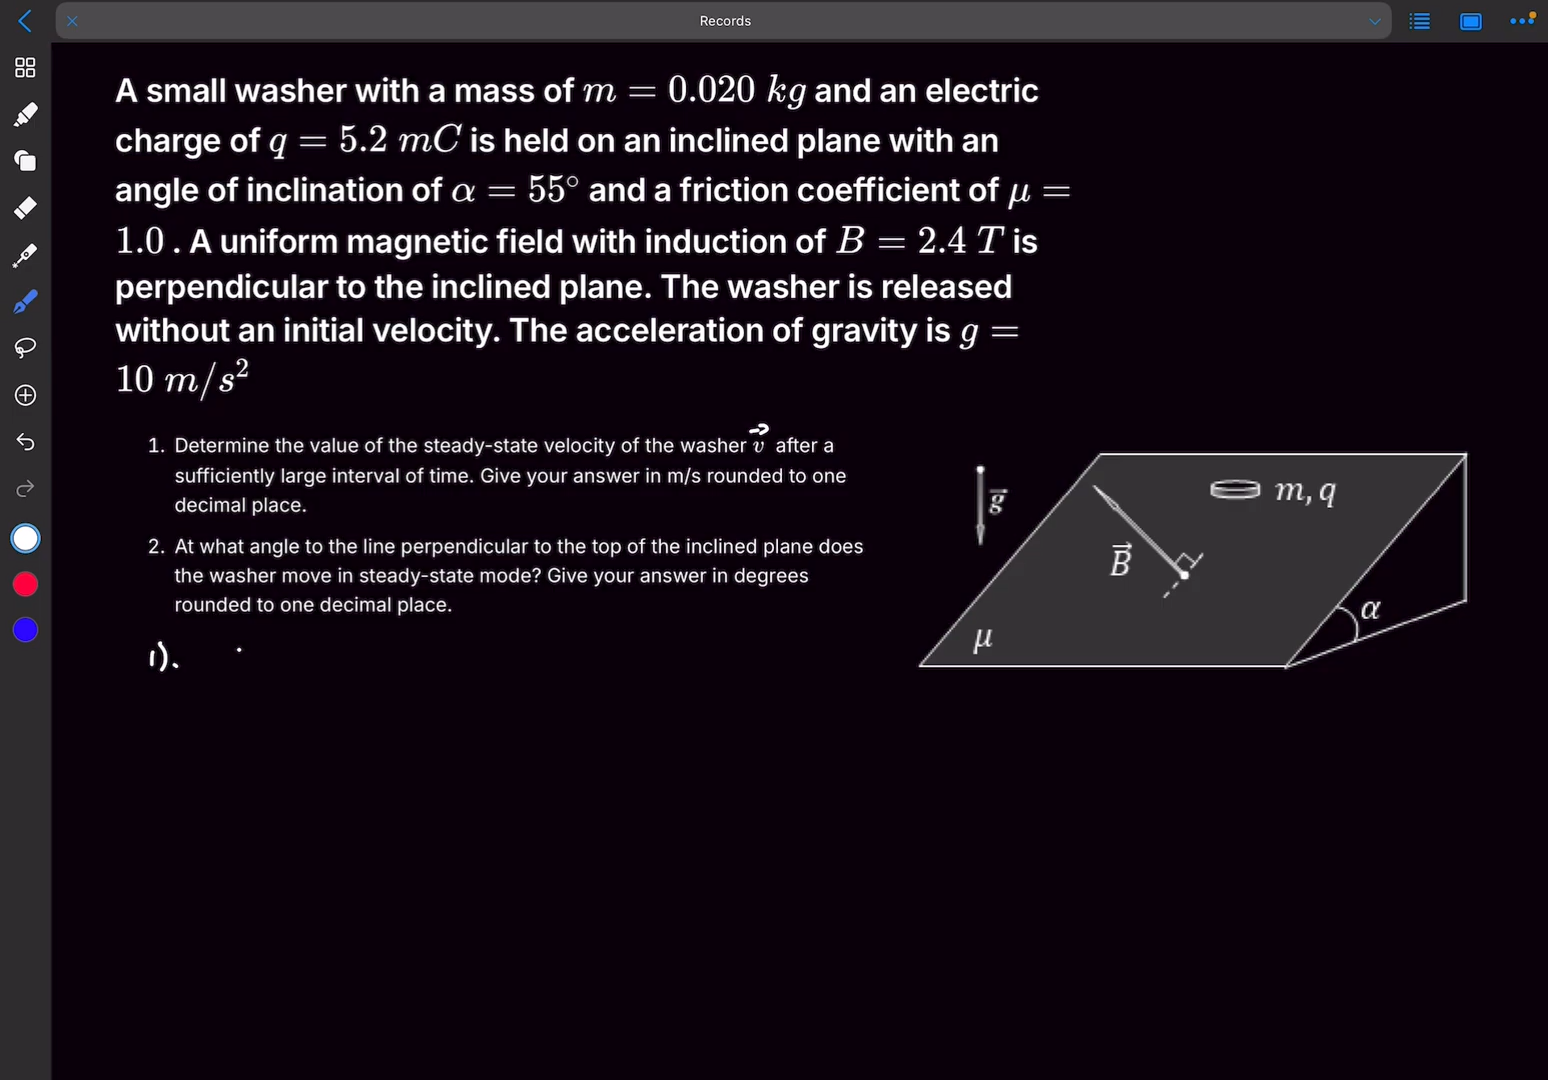 Records
A small washer with a mass of m = 0.020 kg and an electric
charge of q = 5.2 mC is held on an inclined plane with an
angle of inclination of α = 55° and a friction coefficient of μ =
1.0 . A uniform magnetic field with induction of B = 2.4 T is
perpendicular to the inclined plane. The washer is released
without an initial velocity. The acceleration of gravity is g =
10 m/s²
1. Determine the value of the steady-state velocity of the washer v⃗ after a
sufficiently large interval of time. Give your answer in m/s rounded to one
decimal place.
2. At what angle to the line perpendicular to the top of the inclined plane does
the washer move in steady-state mode? Give your answer in degrees
rounded to one decimal place.
1).
g⃗
m, q
B⃗
α
μ